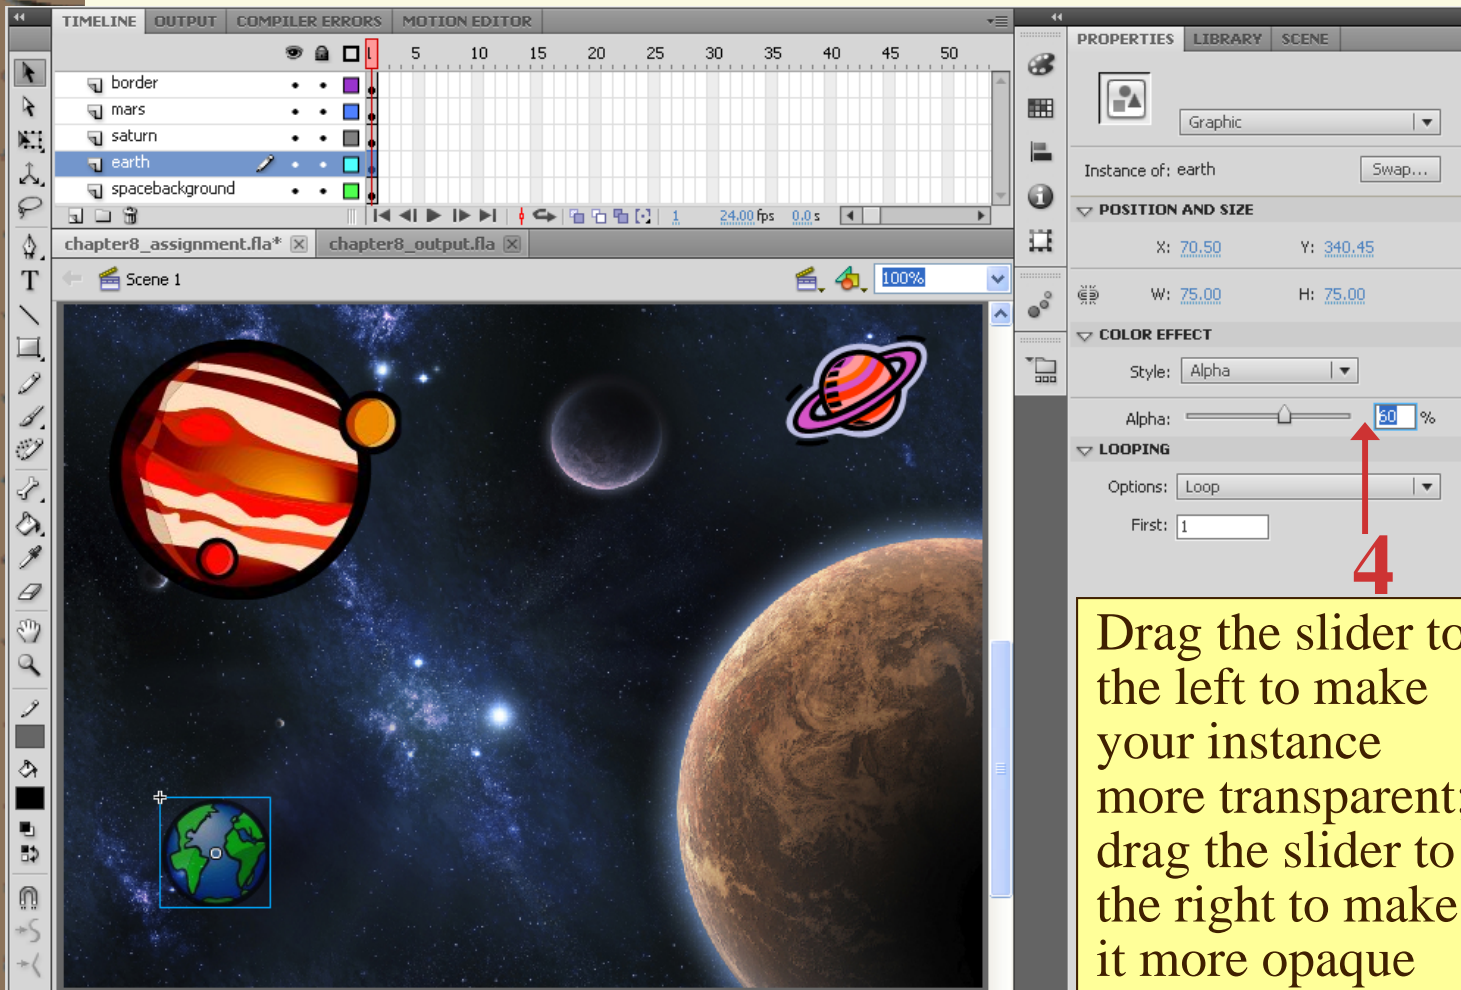 TIMELINE OUTPUT COMPILER ERRORS MOTION EDITOR
1 5 10 15 20 25 30 35 40 45 50
border
mars
saturn
earth
spacebackground
1 24.00 fps 0.0 s
chapter8_assignment.fla* chapter8_output.fla
Scene 1 100%
T
PROPERTIES LIBRARY SCENE
Graphic
Instance of: earth Swap...
POSITION AND SIZE
X: 70.50 Y: 340.45
W: 75.00 H: 75.00
COLOR EFFECT
Style: Alpha
Alpha: 60 %
LOOPING
Options: Loop
First: 1
4
Drag the slider to
the left to make
your instance
more transparent;
drag the slider to
the right to make
it more opaque